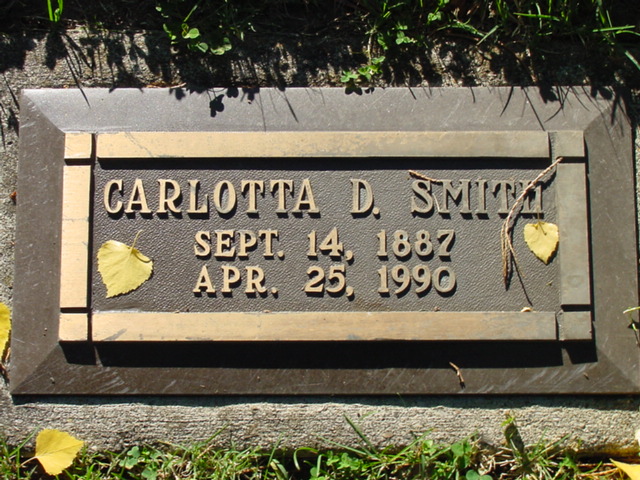 CARLOTTA D. SMITH
SEPT. 14, 1887
APR. 25, 1990